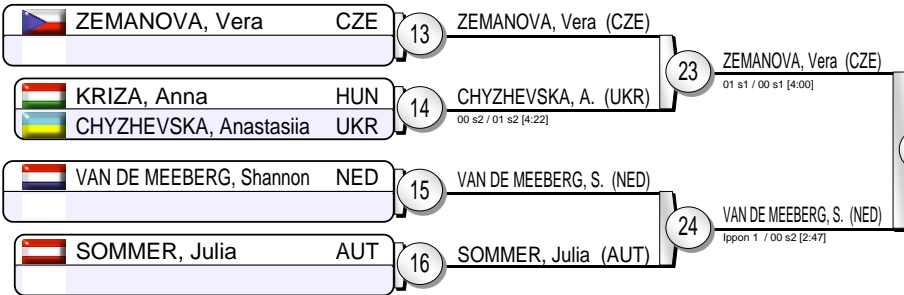 ZEMANOVA, Vera CZE
13
ZEMANOVA, Vera (CZE)
23
ZEMANOVA, Vera (CZE)
01 s1 / 00 s1 [4:00]
KRIZA, Anna HUN
CHYZHEVSKA, Anastasiia UKR
14
CHYZHEVSKA, A. (UKR)
00 s2 / 01 s2 [4:22]
VAN DE MEEBERG, Shannon NED
15
VAN DE MEEBERG, S. (NED)
24
VAN DE MEEBERG, S. (NED)
Ippon 1 / 00 s2 [2:47]
SOMMER, Julia AUT
16
SOMMER, Julia (AUT)